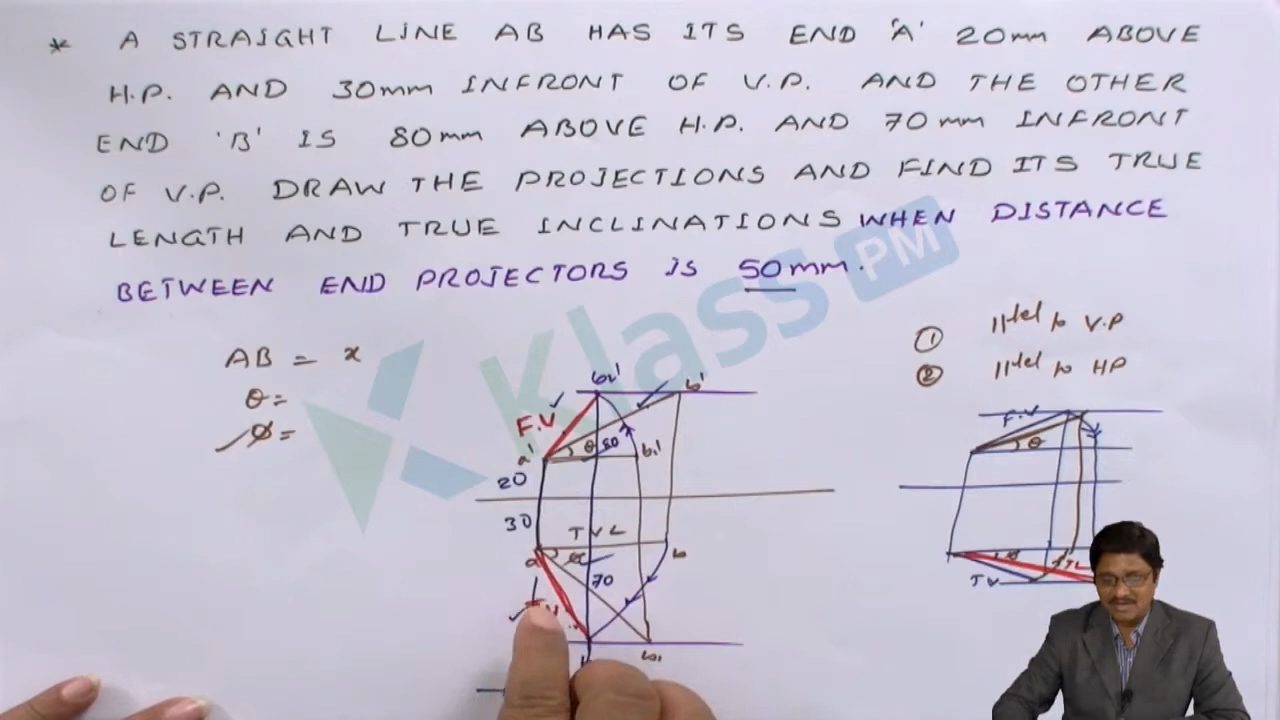 * A STRAIGHT LINE AB HAS ITS END 'A' 20mm ABOVE
H.P. AND 30mm INFRONT OF V.P. AND THE OTHER
END 'B' IS 80mm ABOVE H.P. AND 70mm INFRONT
OF V.P. DRAW THE PROJECTIONS AND FIND ITS TRUE
LENGTH AND TRUE INCLINATIONS WHEN DISTANCE
BETWEEN END PROJECTORS IS 50mm.
Klass PM
① ||lel to V.P
② ||lel to HP
AB = x
θ =
Ø =
b2' b'
F.V
a' θ 80 b1'
20
30
T V L
a α b
70
b1
F.V
θ
TL
TV